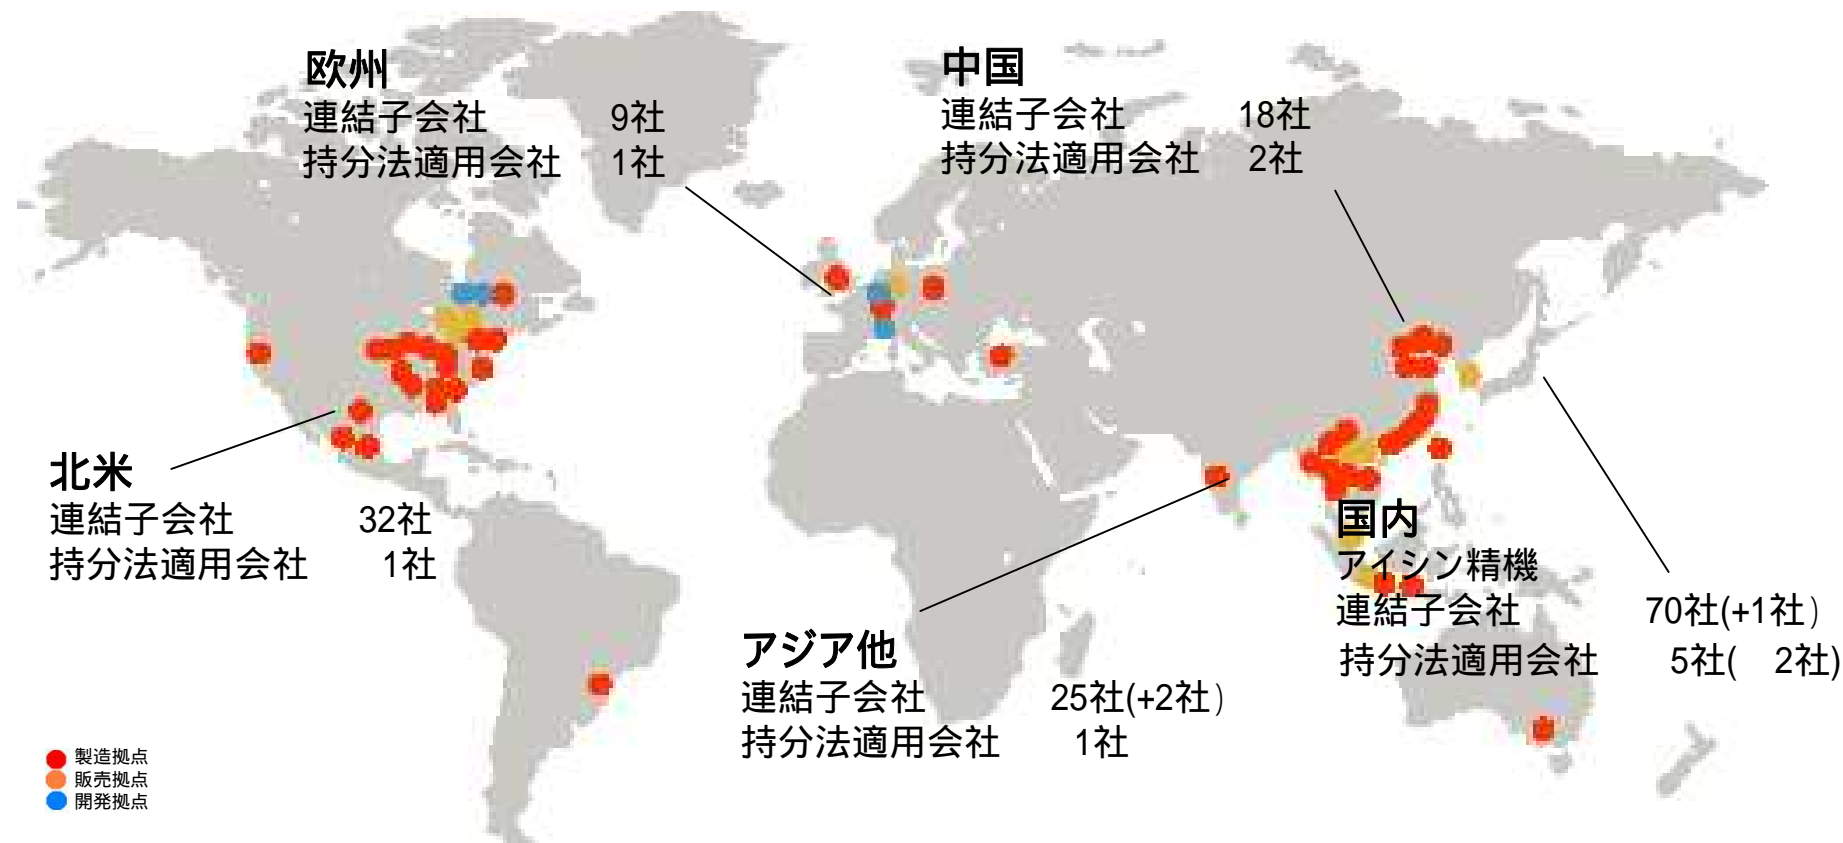 欧州
連結子会社 9社
持分法適用会社 1社
中国
連結子会社 18社
持分法適用会社 2社
北米
連結子会社 32社
持分法適用会社 1社
国内
アイシン精機
連結子会社 70社(+1社)
持分法適用会社 5社( 2社)
アジア他
連結子会社 25社(+2社)
持分法適用会社 1社
製造拠点
販売拠点
開発拠点